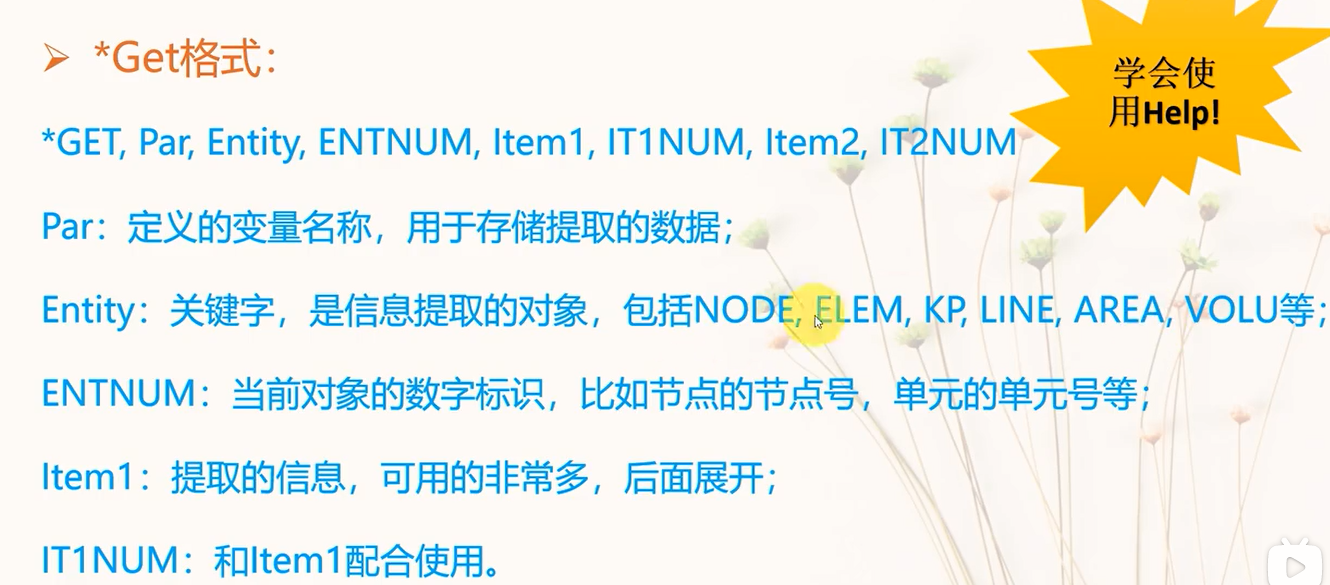 ➢ *Get格式：
学会使
用Help!
*GET, Par, Entity, ENTNUM, Item1, IT1NUM, Item2, IT2NUM
Par：定义的变量名称，用于存储提取的数据；
Entity：关键字，是信息提取的对象，包括NODE, ELEM, KP, LINE, AREA, VOLU等；
ENTNUM：当前对象的数字标识，比如节点的节点号，单元的单元号等；
Item1：提取的信息，可用的非常多，后面展开；
IT1NUM：和Item1配合使用。